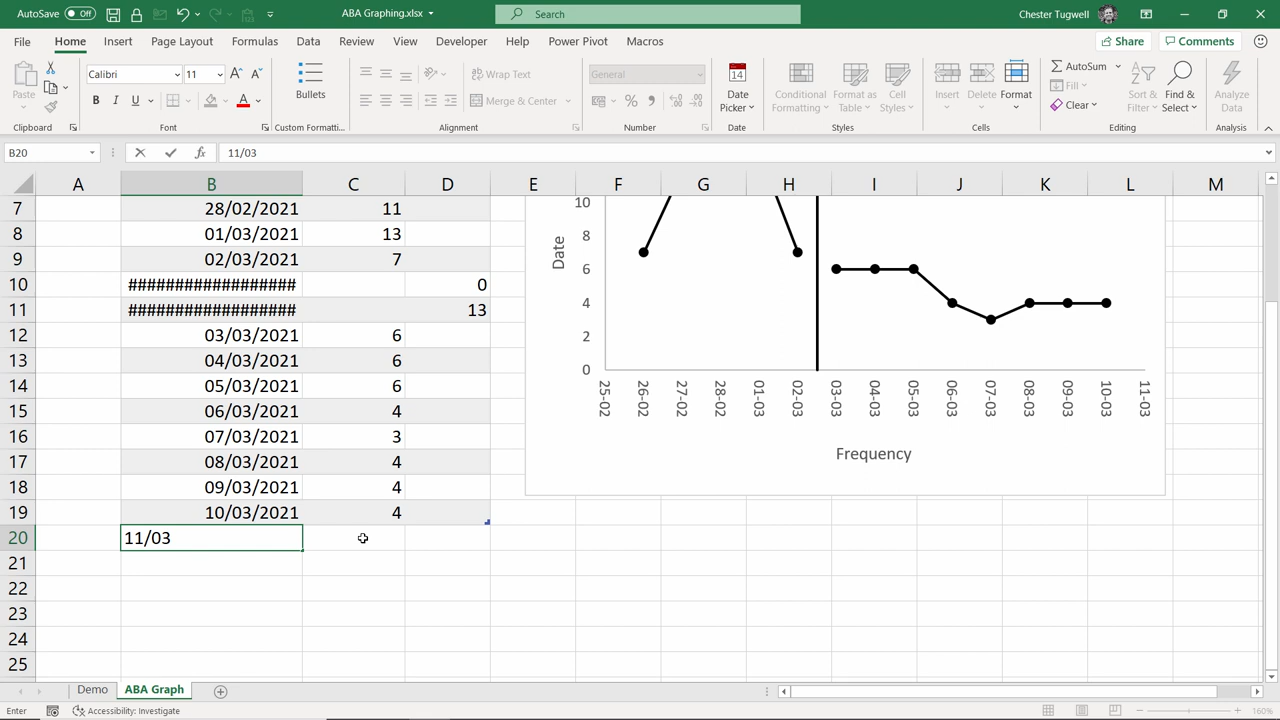 AutoSave Off ABA Graphing.xlsx Search Chester Tugwell
File Home Insert Page Layout Formulas Data Review View Developer Help Power Pivot Macros Share Comments
Paste Calibri 11 A A Bullets Wrap Text General Date Picker Conditional Formatting Format as Table Cell Styles Insert Delete Format AutoSum Sort & Filter Find & Select Analyze Data
B I U A Merge & Center % Fill
Clear
Clipboard Font Custom Formatti... Alignment Number Date Styles Cells Editing Analysis
B20 fx 11/03
A B C D E F G H I J K L M
7 28/02/2021 11
8 01/03/2021 13
9 02/03/2021 7
10 ################## 0
11 ################## 13
12 03/03/2021 6
13 04/03/2021 6
14 05/03/2021 6
15 06/03/2021 4
16 07/03/2021 3
17 08/03/2021 4
18 09/03/2021 4
19 10/03/2021 4
20 11/03
21
22
23
24
25
10
8
6
4
2
0
Date
25-02 26-02 27-02 28-02 01-03 02-03 03-03 04-03 05-03 06-03 07-03 08-03 09-03 10-03 11-03
Frequency
Demo ABA Graph
Enter Accessibility: Investigate 160%